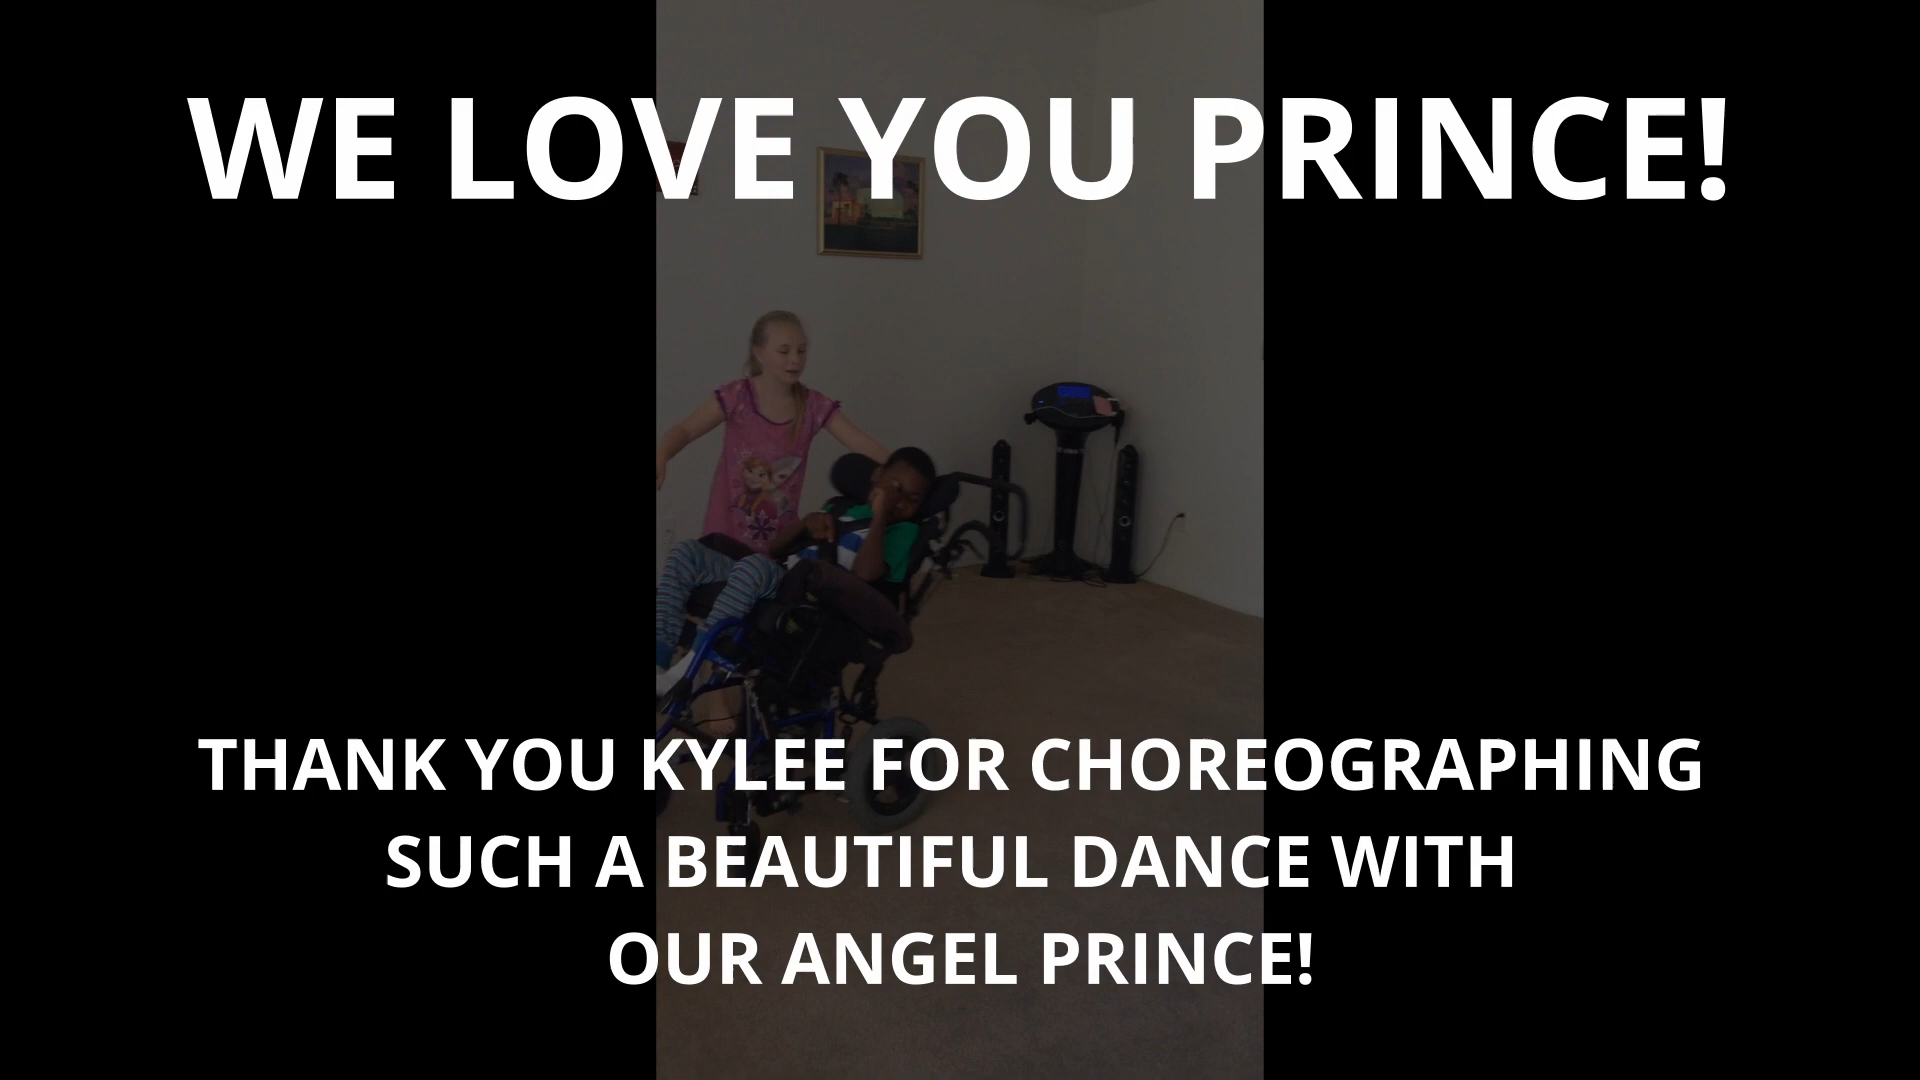 WE LOVE YOU PRINCE!
THANK YOU KYLEE FOR CHOREOGRAPHING
SUCH A BEAUTIFUL DANCE WITH
OUR ANGEL PRINCE!